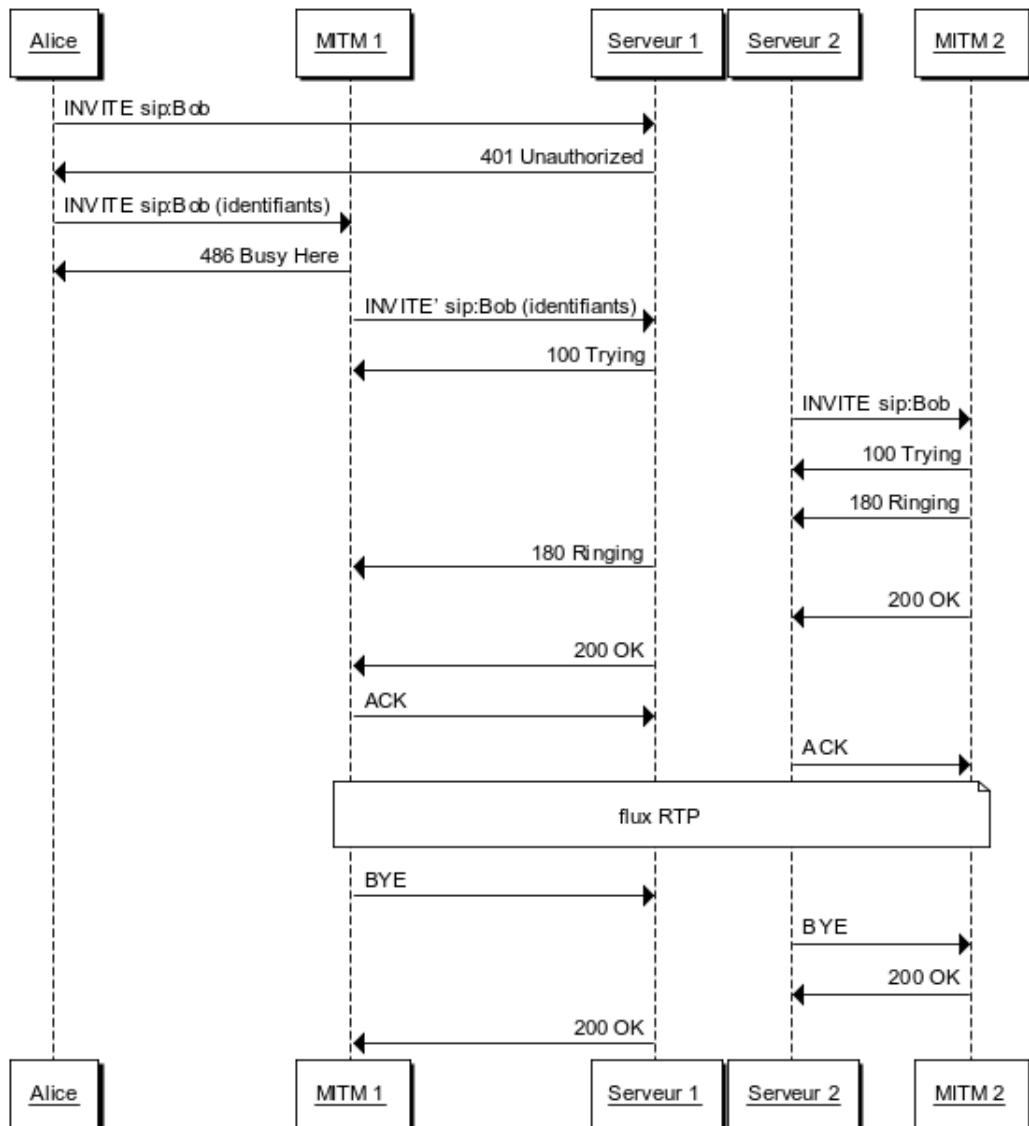 Alice
MITM 1
Serveur 1
Serveur 2
MITM 2
INVITE sip:Bob
401 Unauthorized
INVITE sip:Bob (identifiants)
486 Busy Here
INVITE' sip:Bob (identifiants)
100 Trying
INVITE sip:Bob
100 Trying
180 Ringing
180 Ringing
200 OK
200 OK
ACK
ACK
flux RTP
BYE
BYE
200 OK
200 OK
Alice
MITM 1
Serveur 1
Serveur 2
MITM 2